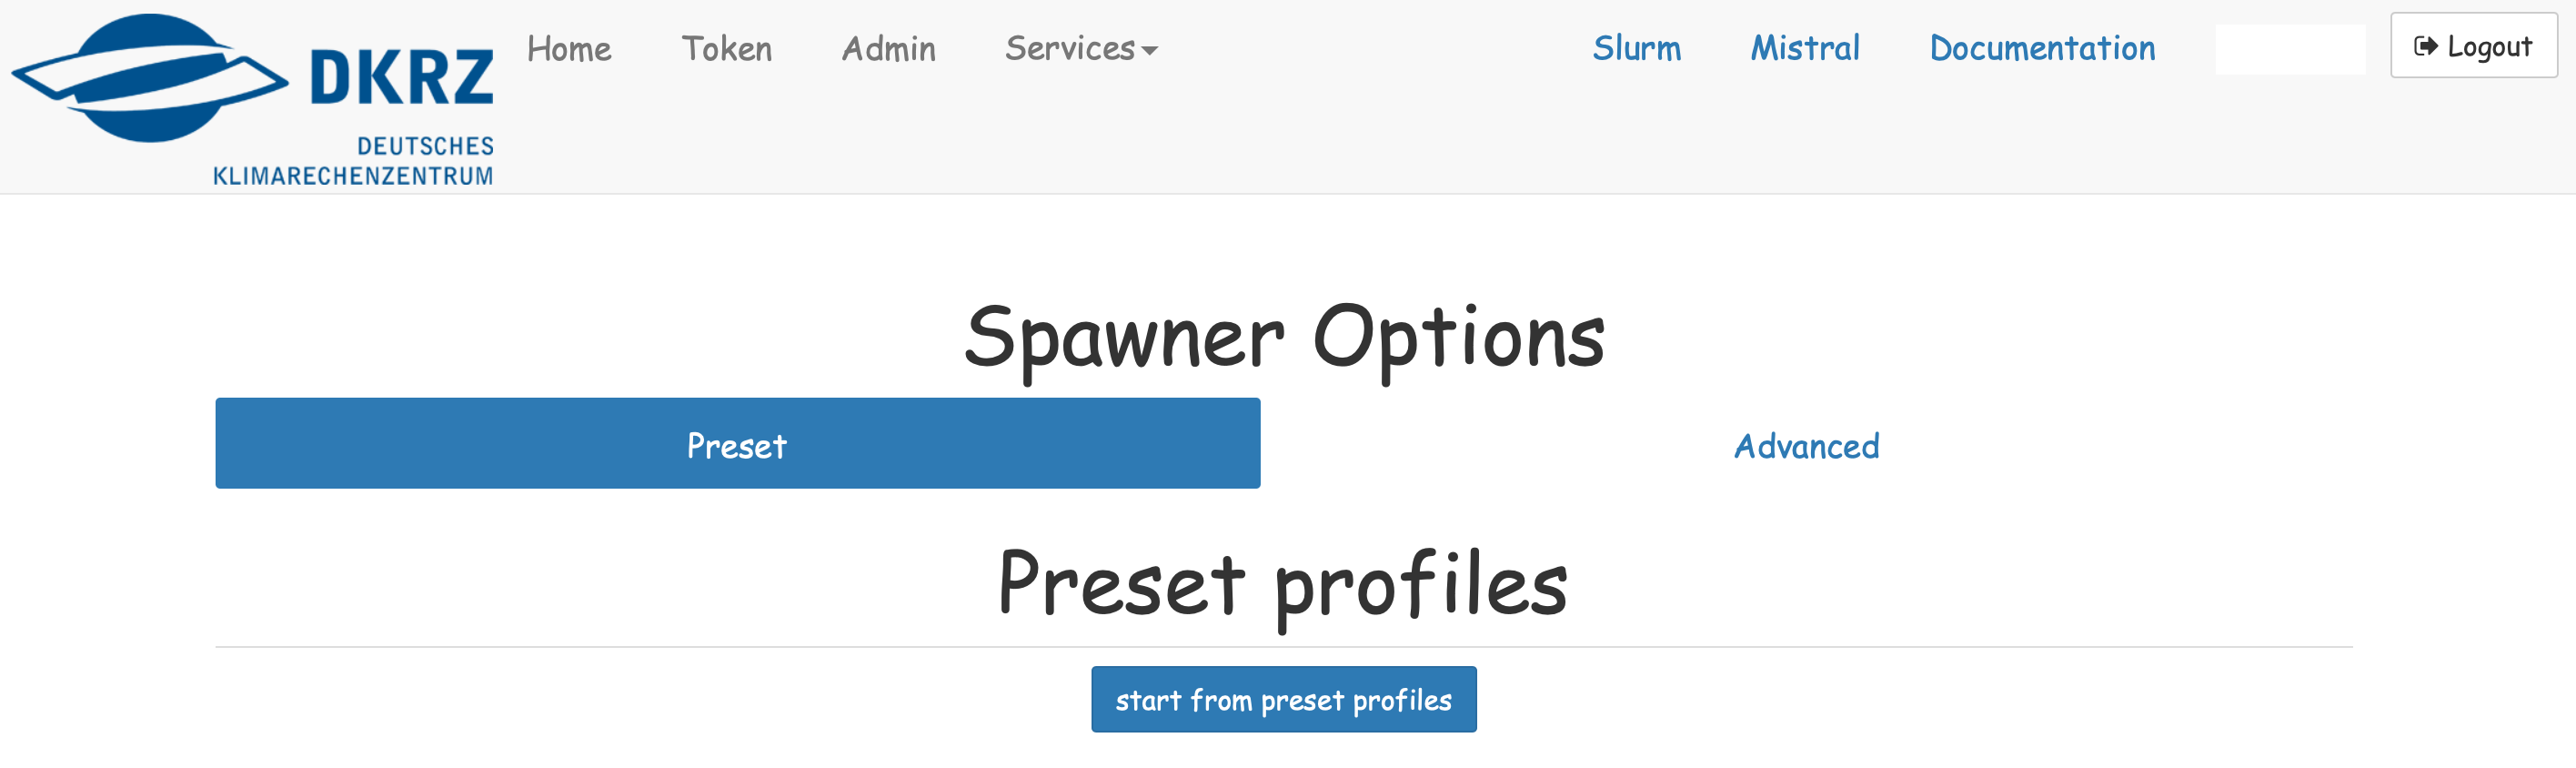 DKRZ
DEUTSCHES
KLIMARECHENZENTRUM
Home Token Admin Services Slurm Mistral Documentation Logout
Spawner Options
Preset Advanced
Preset profiles
start from preset profiles